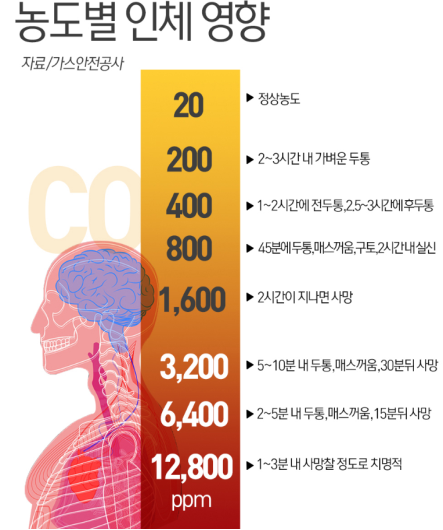 농도별 인체 영향
자료/가스안전공사
CO
20 ▶ 정상농도
200 ▶ 2~3시간 내 가벼운 두통
400 ▶ 1~2시간에 전두통,2.5~3시간에후두통
800 ▶ 45분에두통,매스꺼움,구토,2시간내실신
1,600 ▶ 2시간이 지나면 사망
3,200 ▶ 5~10분 내 두통,매스꺼움,30분뒤 사망
6,400 ▶ 2~5분 내 두통,매스꺼움,15분뒤 사망
12,800 ▶ 1~3분 내 사망찰 정도로 치명적
ppm